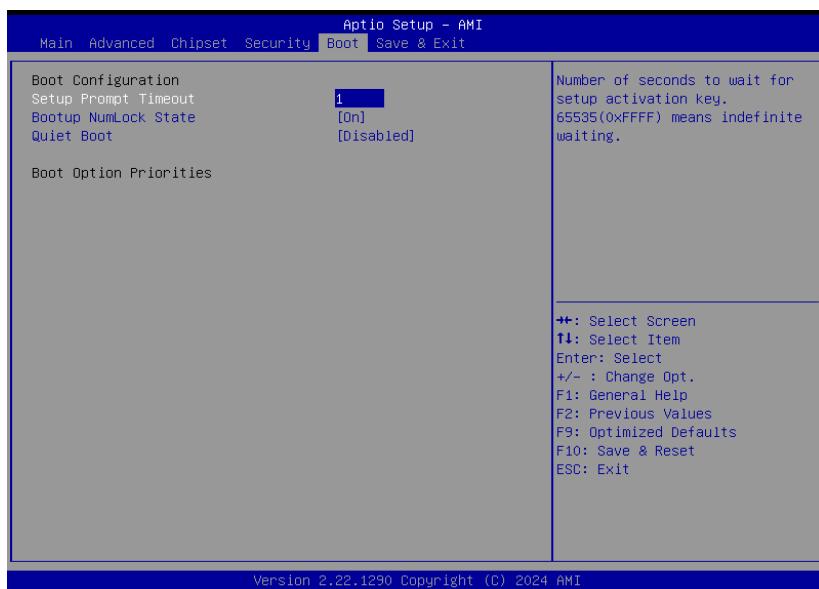 Aptio Setup – AMI
Main Advanced Chipset Security Boot Save & Exit
Boot Configuration
Setup Prompt Timeout 1
Bootup NumLock State [On]
Quiet Boot [Disabled]
Boot Option Priorities
Number of seconds to wait for
setup activation key.
65535(0xFFFF) means indefinite
waiting.
→←: Select Screen
↑↓: Select Item
Enter: Select
+/- : Change Opt.
F1: General Help
F2: Previous Values
F9: Optimized Defaults
F10: Save & Reset
ESC: Exit
Version 2.22.1290 Copyright (C) 2024 AMI